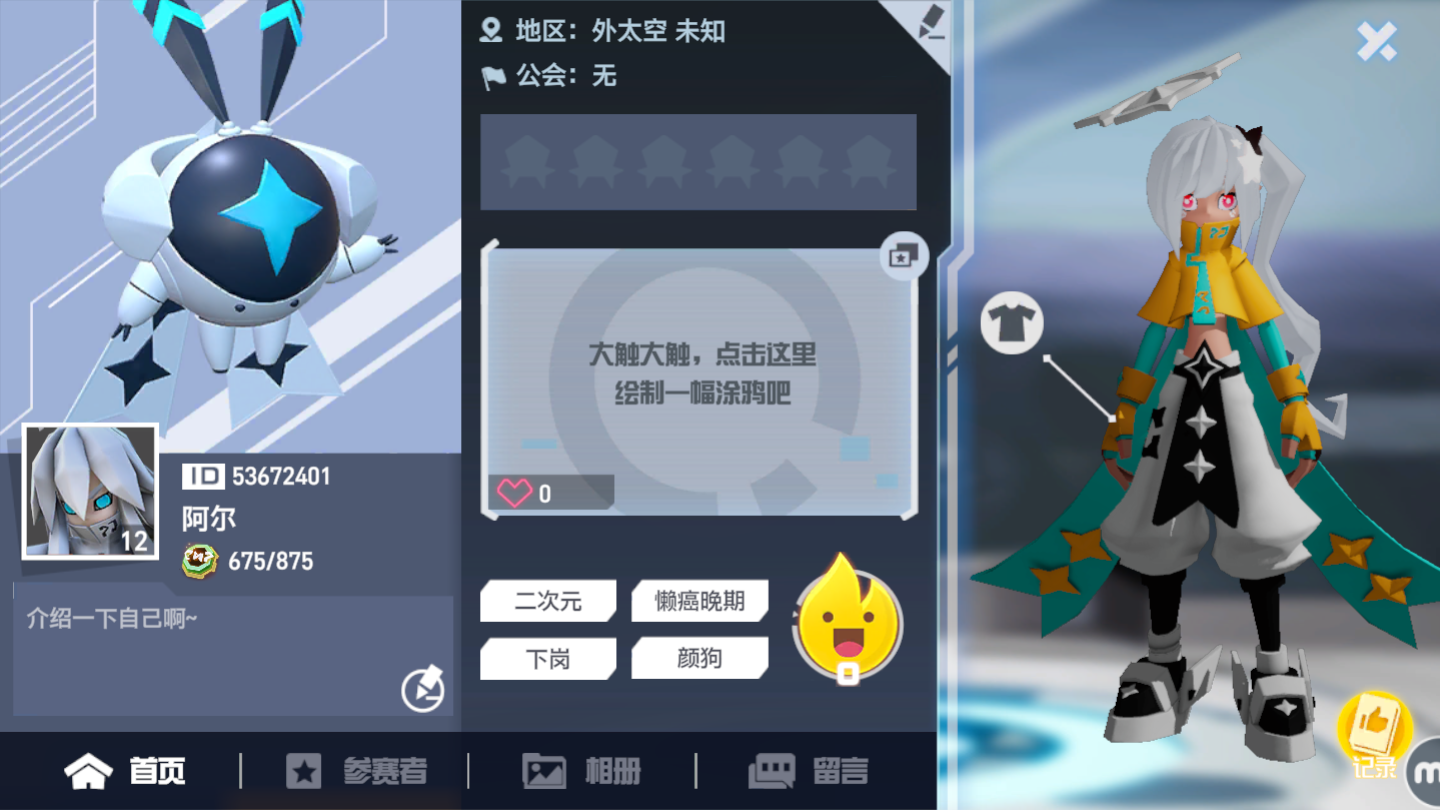 地区：外太空 未知
公会：无
大触大触，点击这里
绘制一幅涂鸦吧
0
ID 53672401
阿尔
12
675/875
介绍一下自己啊~
二次元
懒癌晚期
下岗
颜狗
0
记录
m
首页
参赛者
相册
留言